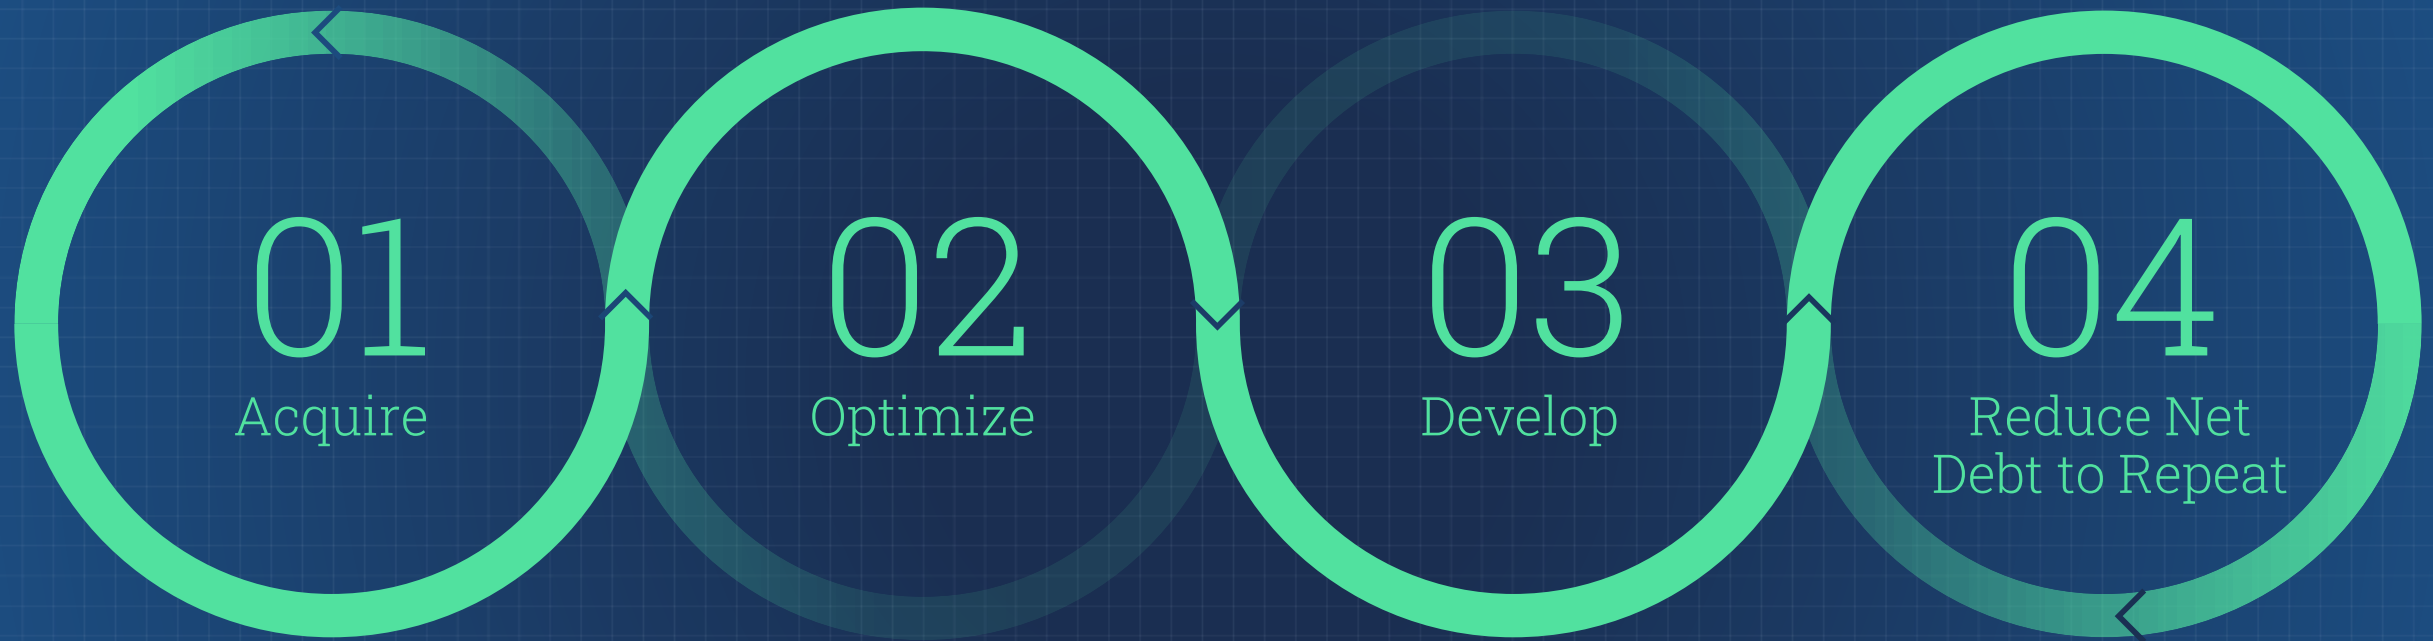 01
Acquire
02
Optimize
03
Develop
04
Reduce Net
Debt to Repeat